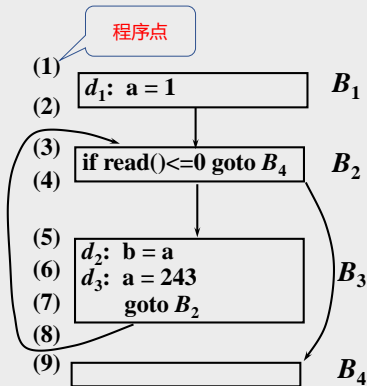 程序点
(1)
d₁: a = 1 B₁
(2)
(3)
if read()<=0 goto B₄ B₂
(4)
(5)
d₂: b = a
(6)
d₃: a = 243 B₃
(7)
goto B₂
(8)
(9)
B₄